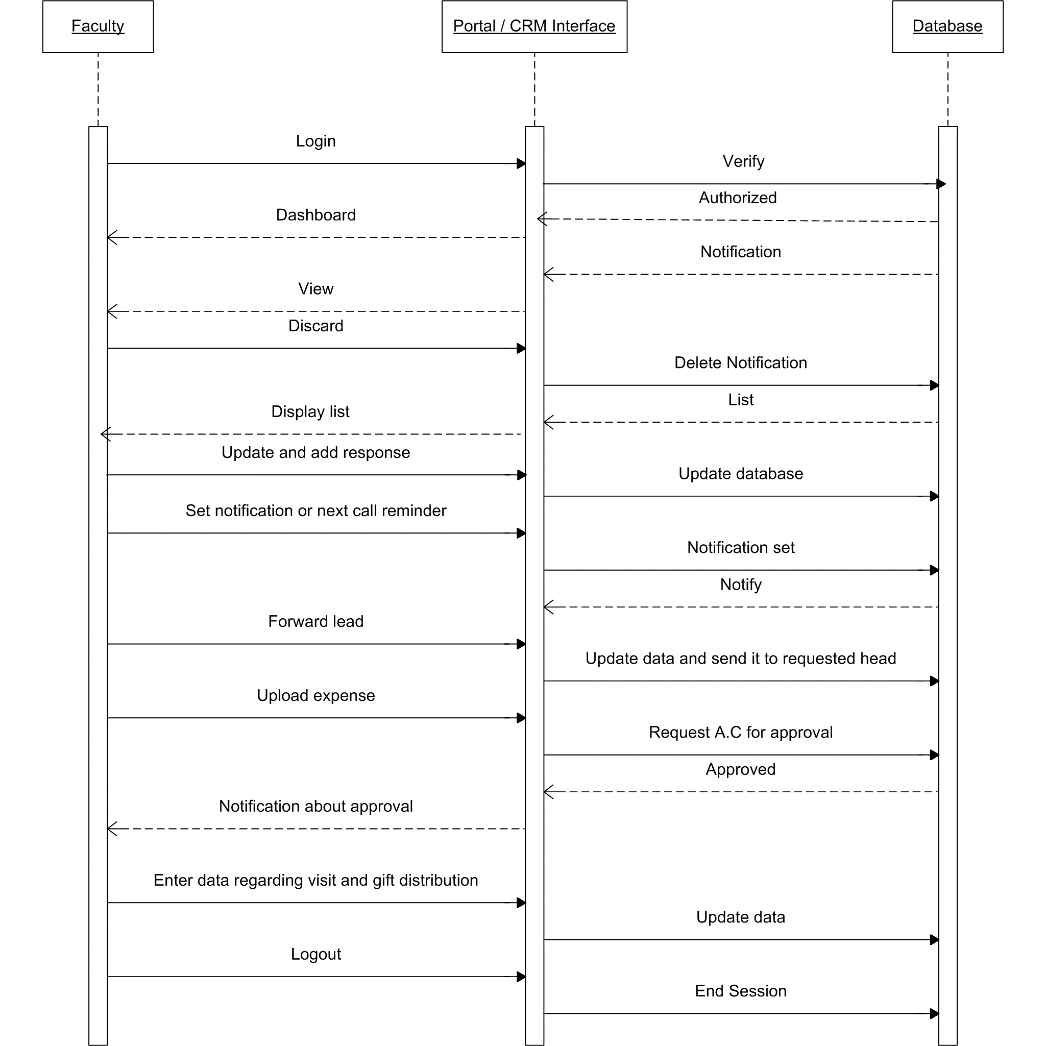 Faculty
Portal / CRM Interface
Database
Login
Verify
Authorized
Dashboard
Notification
View
Discard
Delete Notification
List
Display list
Update and add response
Update database
Set notification or next call reminder
Notification set
Notify
Forward lead
Update data and send it to requested head
Upload expense
Request A.C for approval
Approved
Notification about approval
Enter data regarding visit and gift distribution
Update data
Logout
End Session